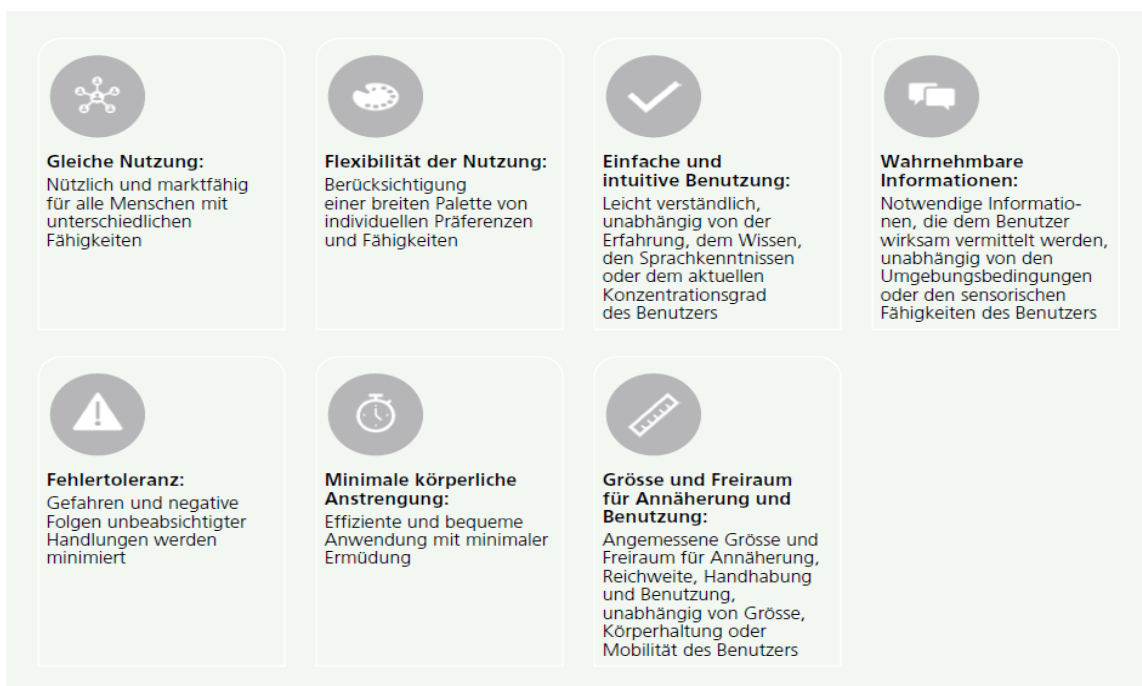 Gleiche Nutzung:
Nützlich und marktfähig
für alle Menschen mit
unterschiedlichen
Fähigkeiten
Flexibilität der Nutzung:
Berücksichtigung
einer breiten Palette von
individuellen Präferenzen
und Fähigkeiten
Einfache und
intuitive Benutzung:
Leicht verständlich,
unabhängig von der
Erfahrung, dem Wissen,
den Sprachkenntnissen
oder dem aktuellen
Konzentrationsgrad
des Benutzers
Wahrnehmbare
Informationen:
Notwendige Informatio-
nen, die dem Benutzer
wirksam vermittelt werden,
unabhängig von den
Umgebungsbedingungen
oder den sensorischen
Fähigkeiten des Benutzers
Fehlertoleranz:
Gefahren und negative
Folgen unbeabsichtigter
Handlungen werden
minimiert
Minimale körperliche
Anstrengung:
Effiziente und bequeme
Anwendung mit minimaler
Ermüdung
Grösse und Freiraum
für Annäherung und
Benutzung:
Angemessene Grösse und
Freiraum für Annäherung,
Reichweite, Handhabung
und Benutzung,
unabhängig von Grösse,
Körperhaltung oder
Mobilität des Benutzers